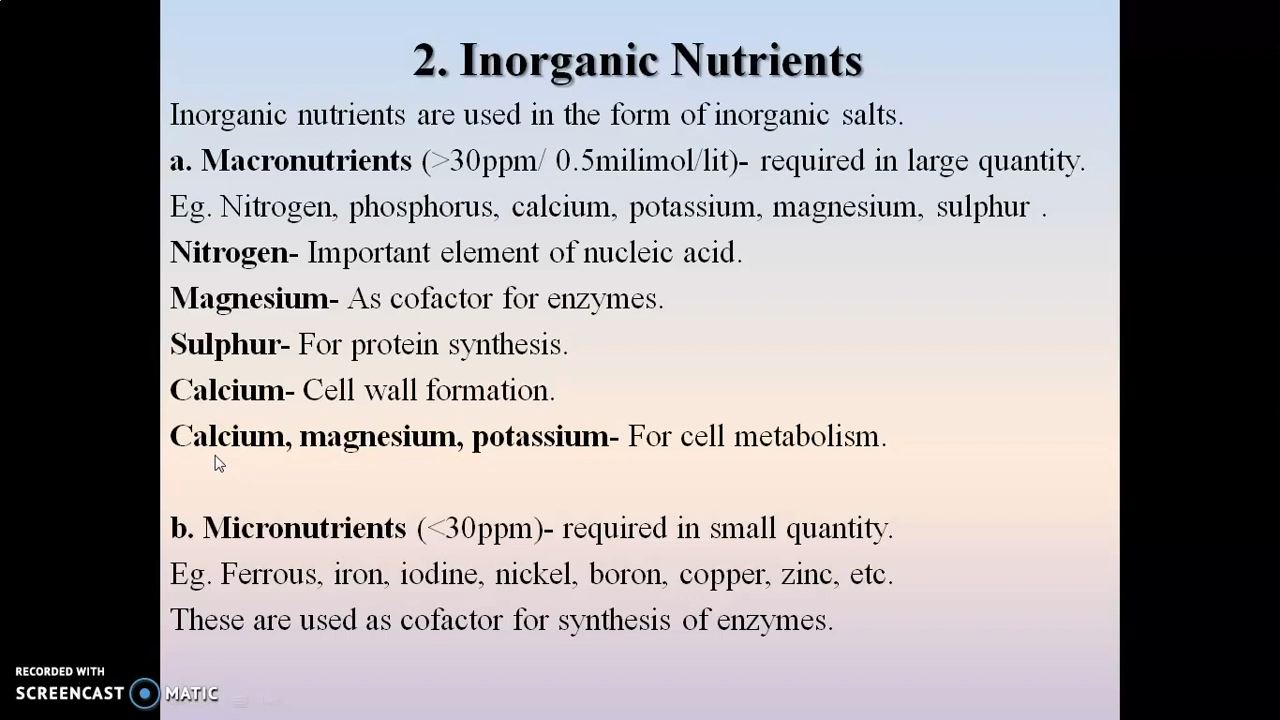 2. Inorganic Nutrients
Inorganic nutrients are used in the form of inorganic salts.
a. Macronutrients (>30ppm/ 0.5milimol/lit)- required in large quantity.
Eg. Nitrogen, phosphorus, calcium, potassium, magnesium, sulphur .
Nitrogen- Important element of nucleic acid.
Magnesium- As cofactor for enzymes.
Sulphur- For protein synthesis.
Calcium- Cell wall formation.
Calcium, magnesium, potassium- For cell metabolism.
b. Micronutrients (<30ppm)- required in small quantity.
Eg. Ferrous, iron, iodine, nickel, boron, copper, zinc, etc.
These are used as cofactor for synthesis of enzymes.
RECORDED WITH
SCREENCAST MATIC